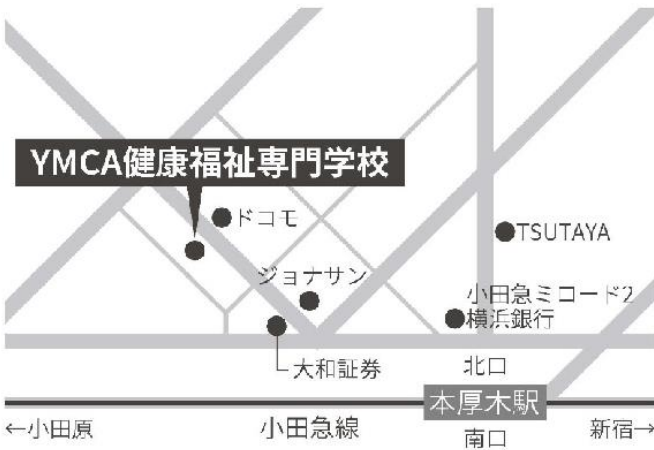 YMCA健康福祉専門学校
ドコモ
TSUTAYA
ジョナサン
小田急ミロード2
横浜銀行
大和証券
北口
本厚木駅
←小田原
小田急線
南口
新宿→